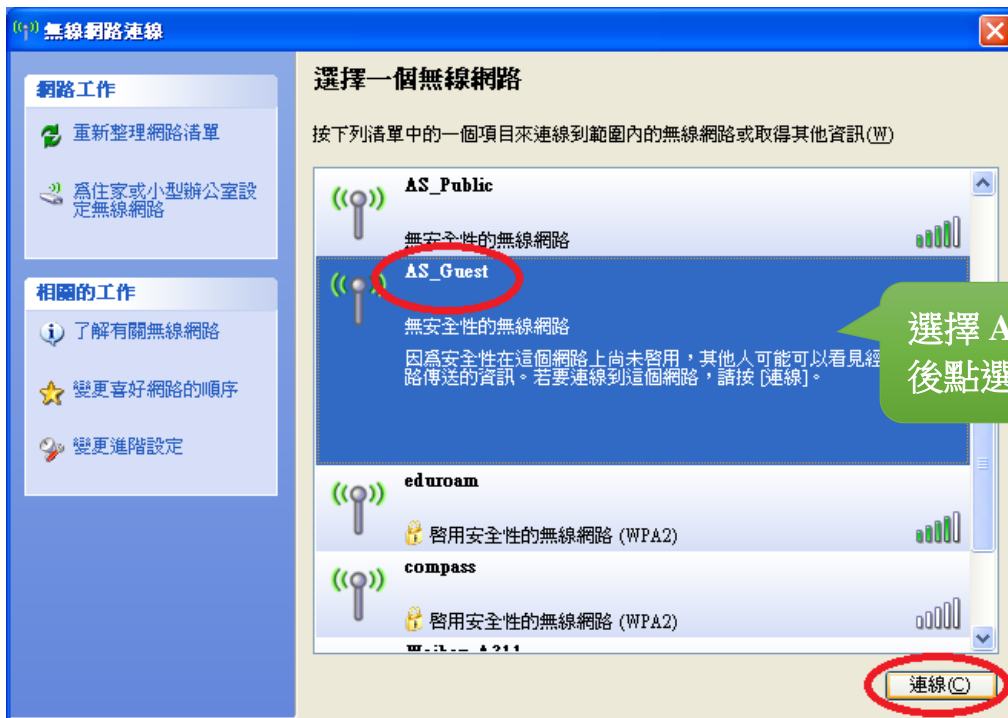 無線網路連線
網路工作
重新整理網路清單
為住家或小型辦公室設
定無線網路
相關的工作
了解有關無線網路
變更喜好網路的順序
變更進階設定
選擇一個無線網路
按下列清單中的一個項目來連線到範圍內的無線網路或取得其他資訊(W)
AS_Public
無安全性的無線網路
AS_Guest
無安全性的無線網路
因為安全性在這個網路上尚未啓用,其他人可能可以看見經
路傳送的資訊。若要連線到這個網路,請按 [連線]。
選擇 A
後點選
eduroam
啓用安全性的無線網路 (WPA2)
compass
啓用安全性的無線網路 (WPA2)
連線(C)